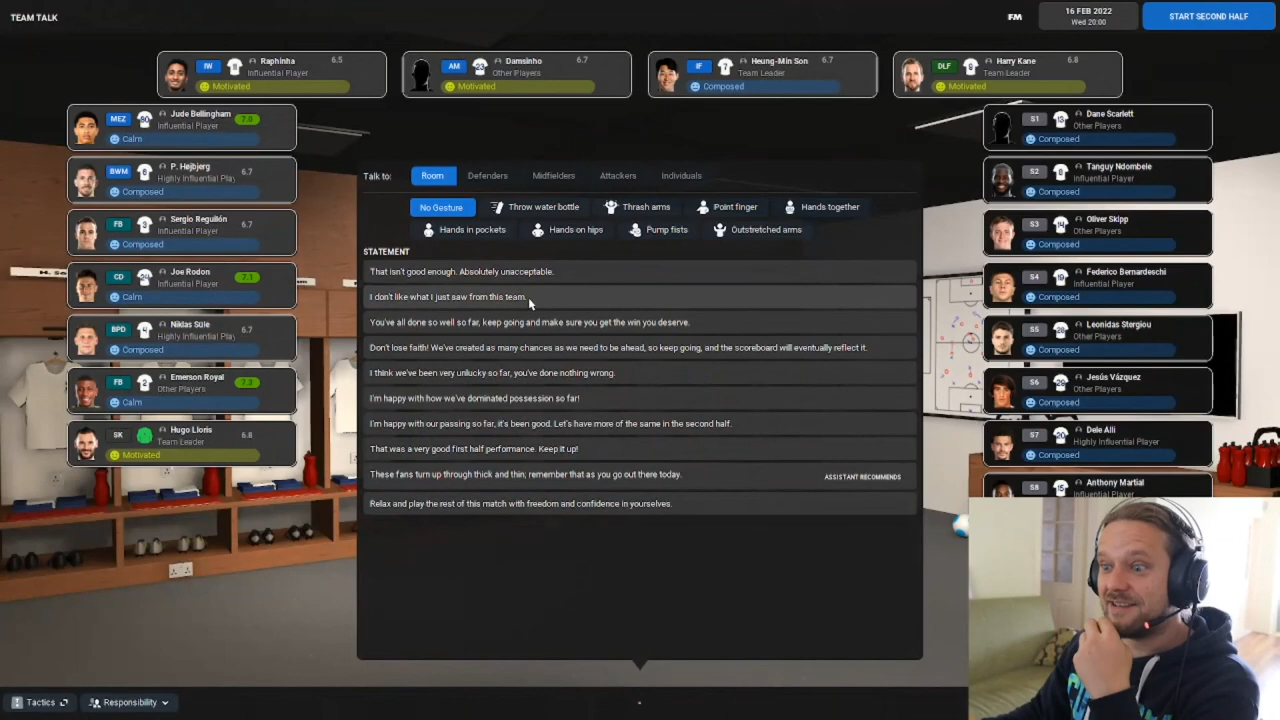 TEAM TALK
FM
16 FEB 2022
Wed 20:00
START SECOND HALF
IW 11 Raphinha 6.5
Influential Player
Motivated
AM 23 Damsinho 6.7
Other Players
Motivated
IF 7 Heung-Min Son 6.7
Team Leader
Composed
DLF Harry Kane 6.8
Team Leader
Motivated
MEZ Jude Bellingham 7.0
Influential Player
Calm
BWM P. Højbjerg 6.7
Highly Influential Play
Composed
FB 3 Sergio Reguilón 6.7
Influential Player
Composed
CD Joe Rodon 7.1
Influential Player
Calm
BPD 4 Niklas Süle 6.7
Highly Influential Play
Composed
FB 2 Emerson Royal 7.3
Other Players
Calm
SK Hugo Lloris 6.8
Team Leader
Motivated
Talk to: Room Defenders Midfielders Attackers Individuals
No Gesture Throw water bottle Thrash arms Point finger Hands together
Hands in pockets Hands on hips Pump fists Outstretched arms
STATEMENT
That isn't good enough. Absolutely unacceptable.
I don't like what I just saw from this team.
You've all done so well so far, keep going and make sure you get the win you deserve.
Don't lose faith! We've created as many chances as we need to be ahead, so keep going, and the scoreboard will eventually reflect it.
I think we've been very unlucky so far, you've done nothing wrong.
I'm happy with how we've dominated possession so far!
I'm happy with our passing so far, it's been good. Let's have more of the same in the second half.
That was a very good first half performance. Keep it up!
These fans turn up through thick and thin; remember that as you go out there today. ASSISTANT RECOMMENDS
Relax and play the rest of this match with freedom and confidence in yourselves.
S1 13 Dane Scarlett
Other Players
Composed
S2 Tanguy Ndombele
Influential Player
Composed
S3 Oliver Skipp
Other Players
Composed
S4 Federico Bernardeschi
Influential Player
Composed
S5 Leonidas Stergiou
Influential Player
Composed
S6 Jesús Vázquez
Other Players
Composed
S7 20 Dele Alli
Highly Influential Player
Composed
S8 15 Anthony Martial
Influential Player
H. So
Tactics
Responsibility